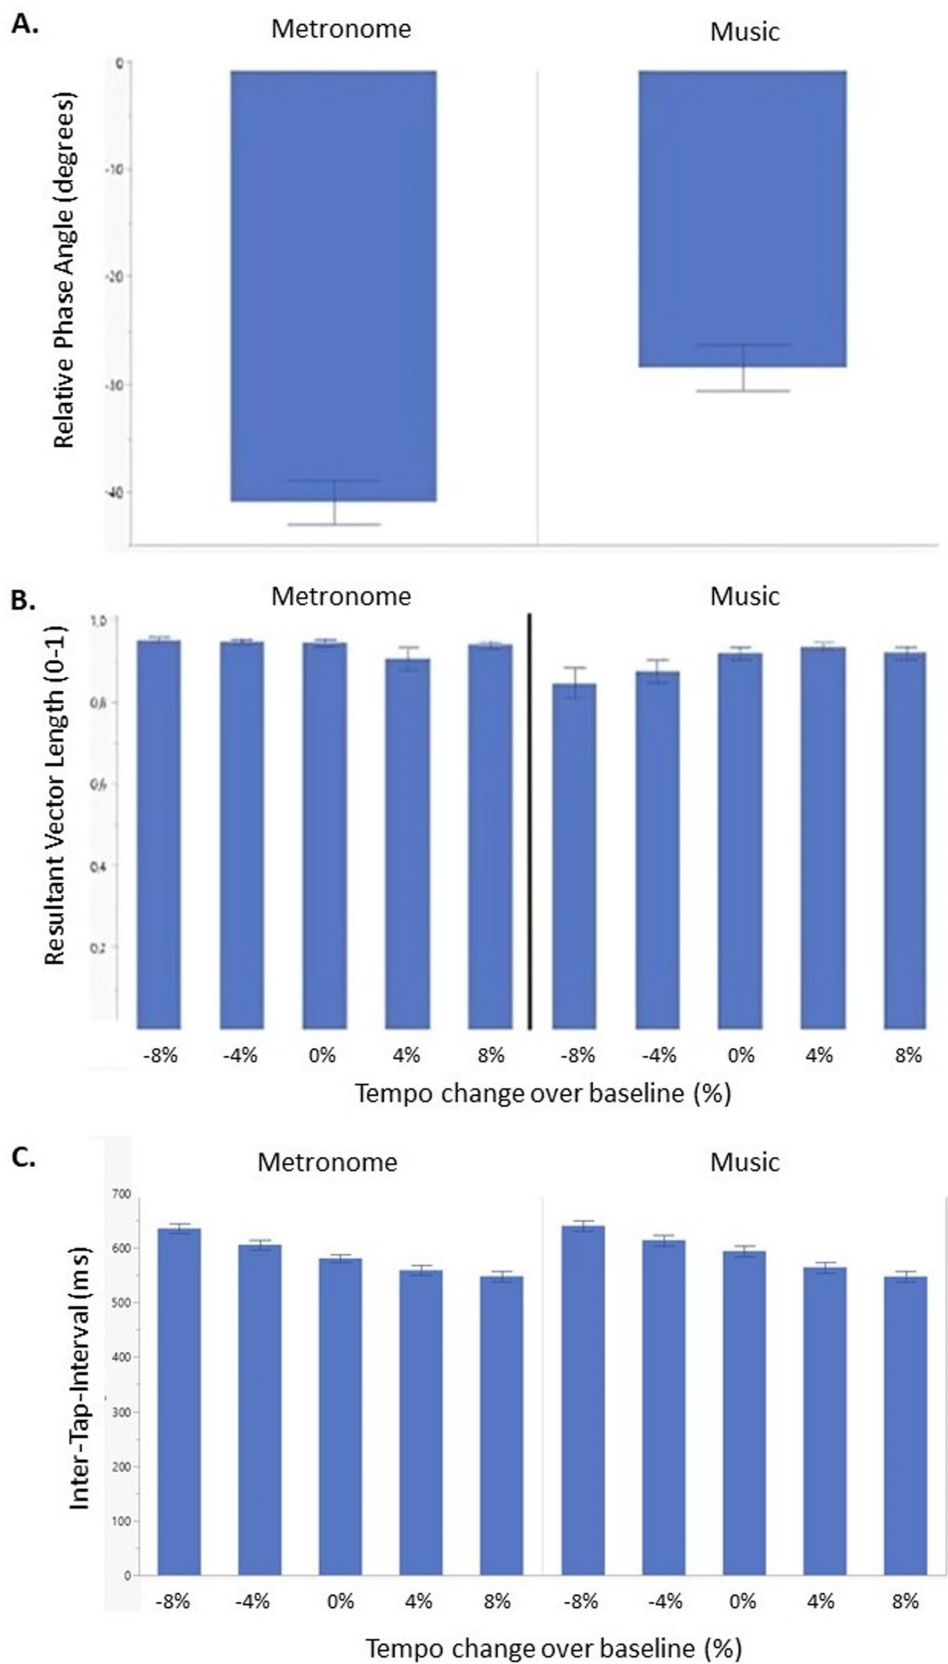 A.
Metronome
Music
0
-10
-20
-30
-40
Relative Phase Angle (degrees)
B.
Metronome
Music
1,0
0,8
0,6
0,4
0,2
Resultant Vector Length (0-1)
-8% -4% 0% 4% 8% -8% -4% 0% 4% 8%
Tempo change over baseline (%)
C.
Metronome
Music
700
600
500
400
300
200
100
0
Inter-Tap-Interval (ms)
-8% -4% 0% 4% 8% -8% -4% 0% 4% 8%
Tempo change over baseline (%)